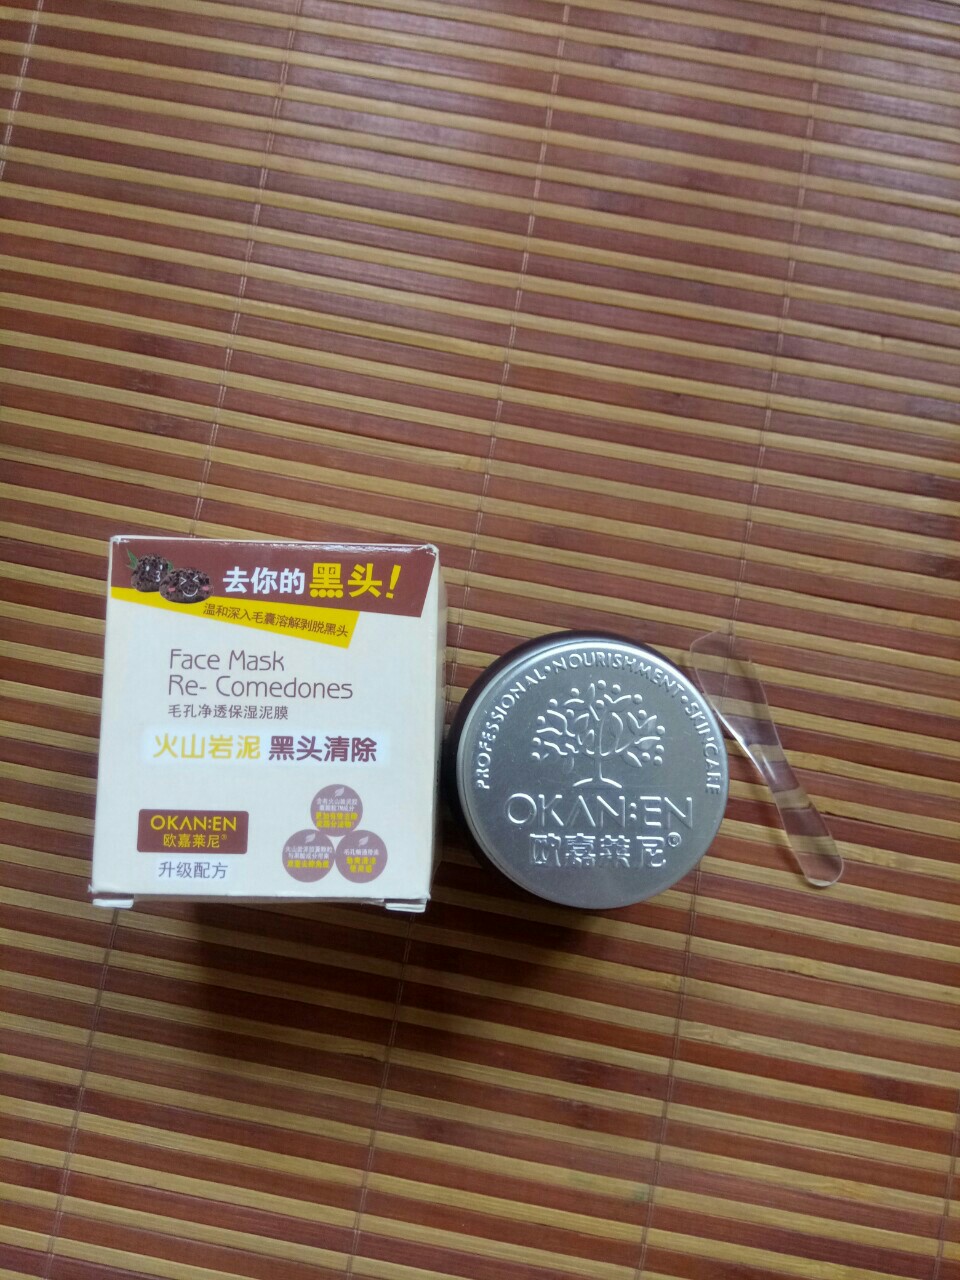 去你的黑头!
温和深入毛囊溶解剥脱黑头
Face Mask
Re- Comedones
毛孔净透保湿泥膜
火山岩泥 黑头清除
OKAN:EN
欧嘉莱尼®
升级配方
PROFESSIONAL·NOURISHMENT·SKINCARE
OKAN:EN
欧嘉莱尼®